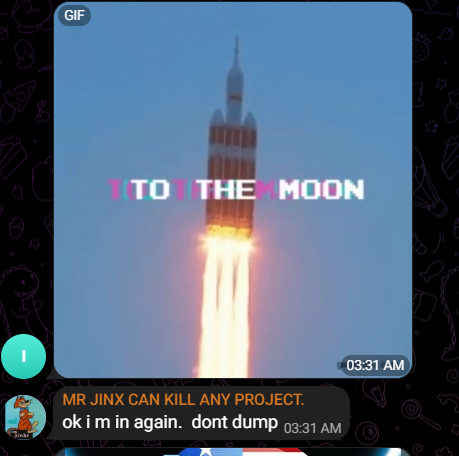 GIF
TO THE MOON
03:31 AM
I
MR JINX CAN KILL ANY PROJECT.
ok i m in again. dont dump 03:31 AM